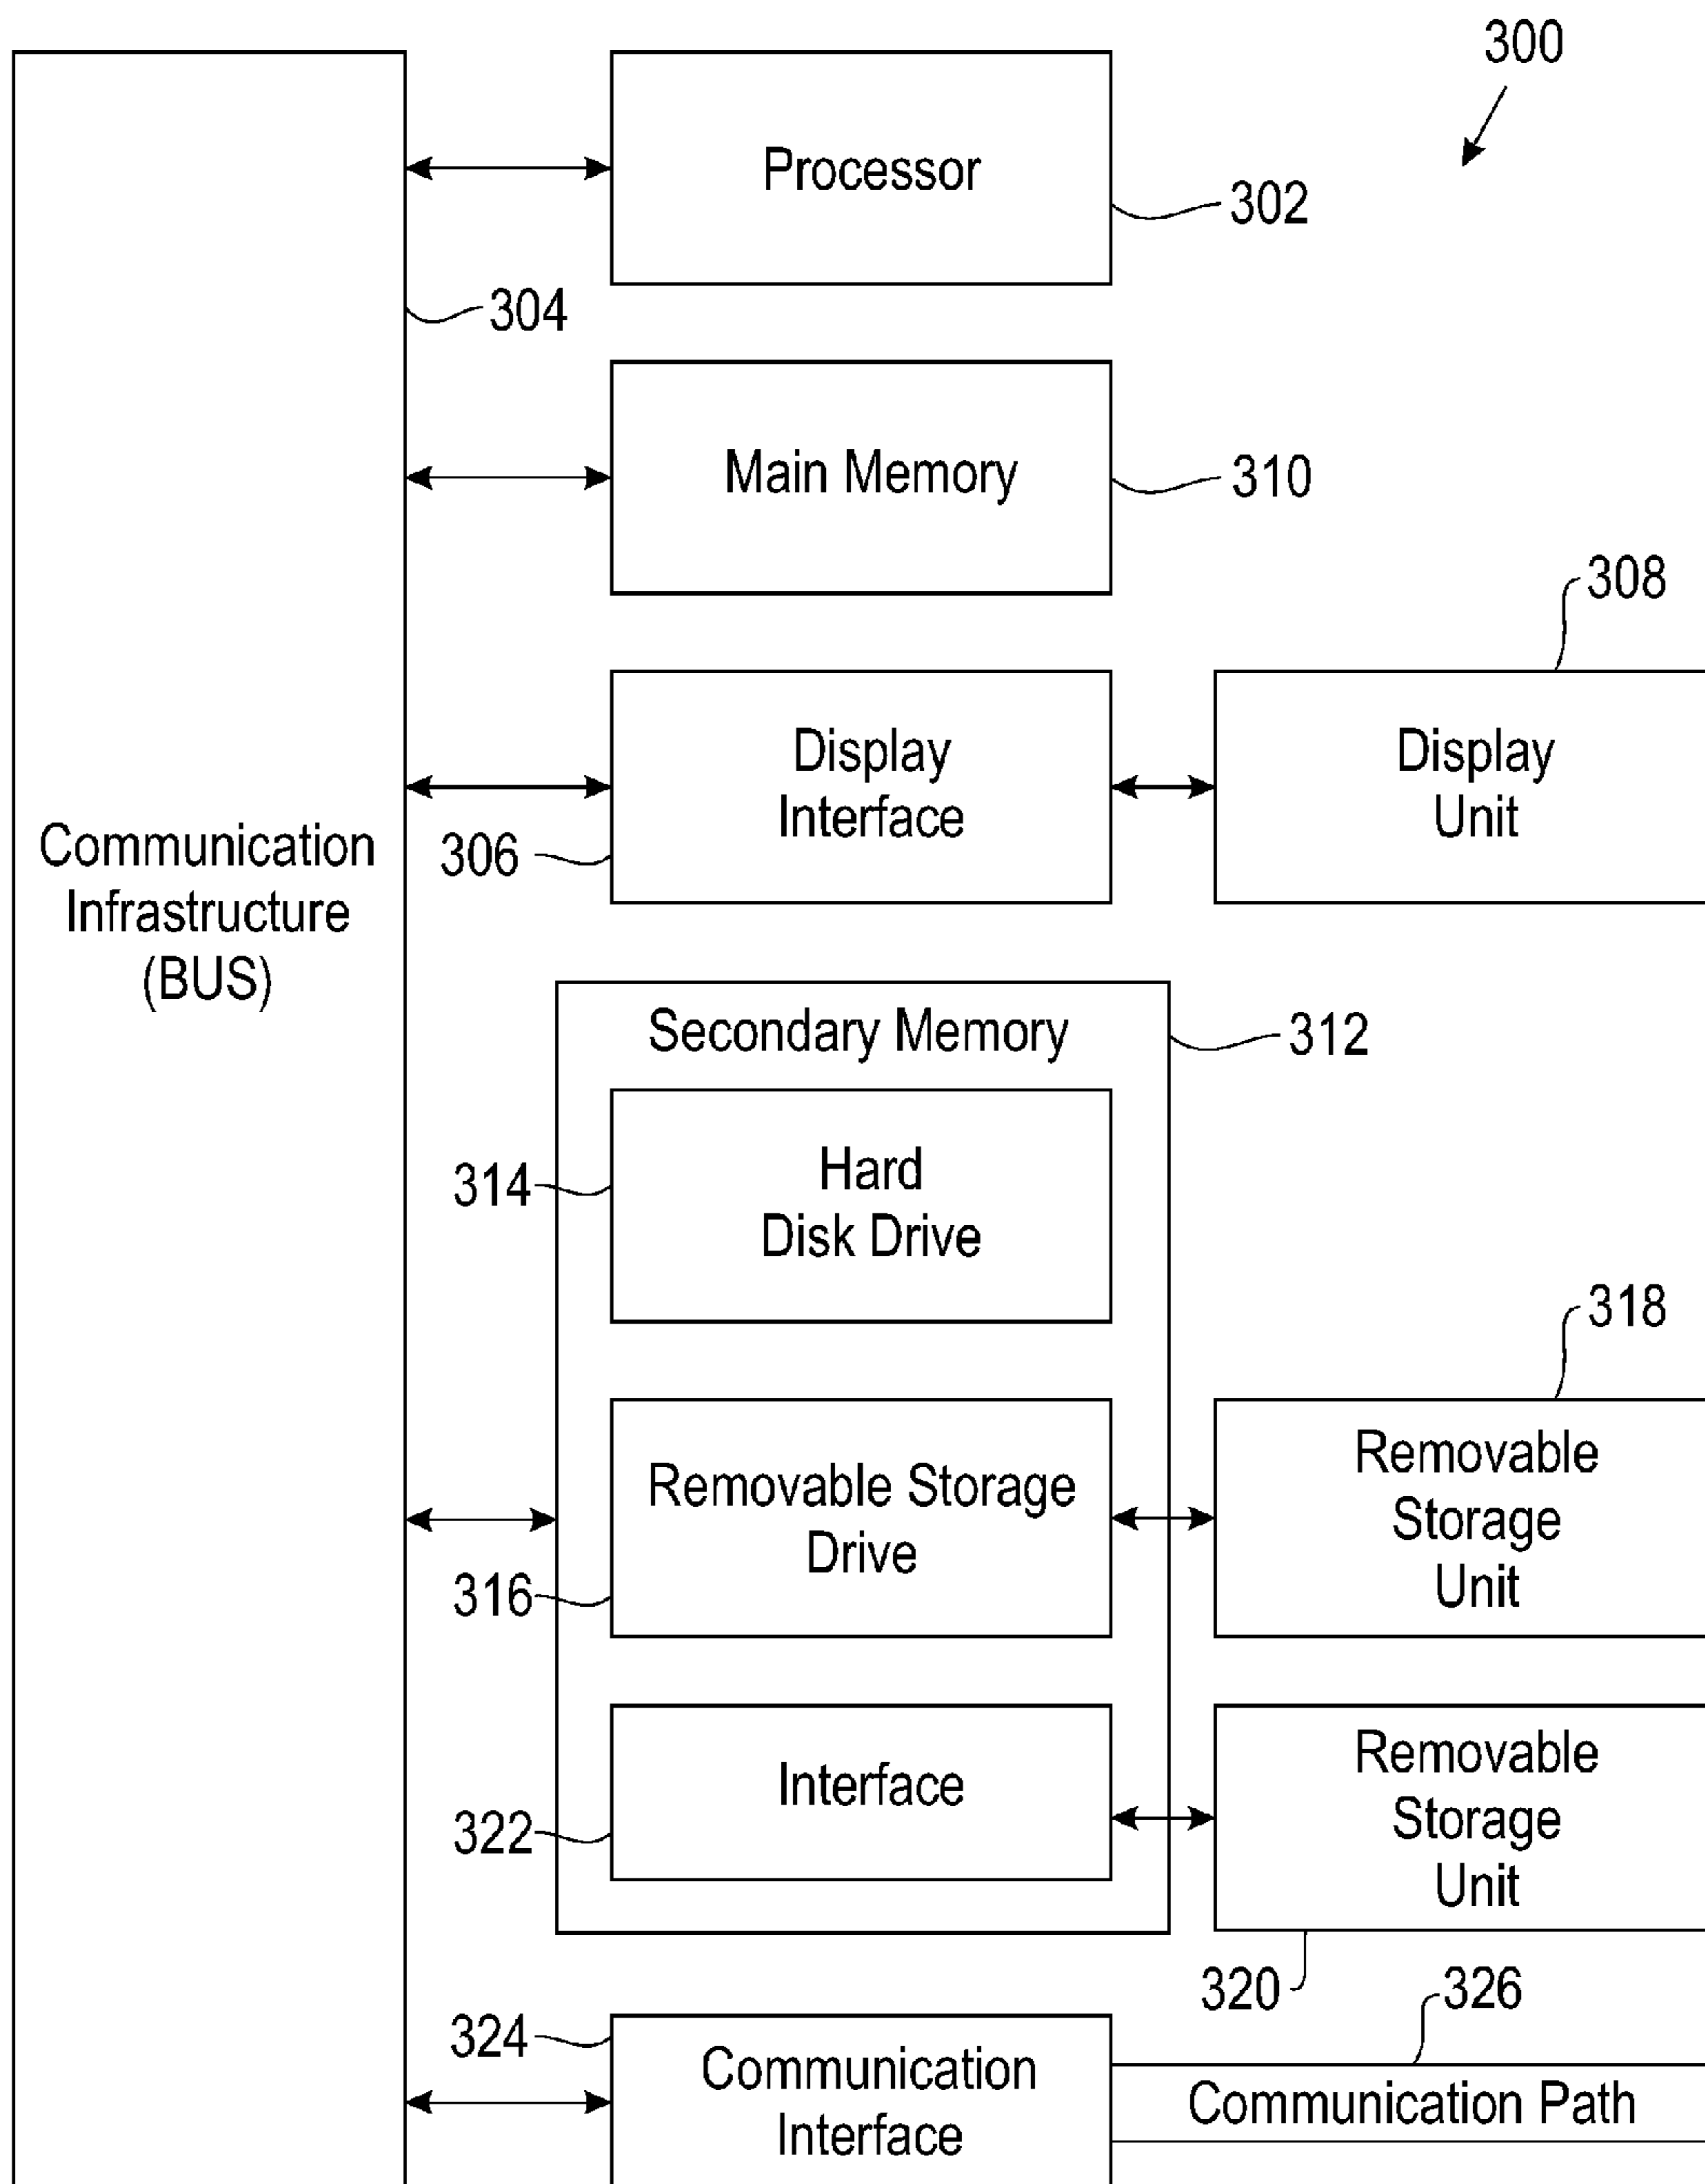 300
Processor
302
304
Main Memory
310
308
Display
Interface
Display
Unit
306
Communication
Infrastructure
(BUS)
Secondary Memory
312
Hard
Disk Drive
314
318
Removable Storage
Drive
316
Removable
Storage
Unit
Interface
322
Removable
Storage
Unit
320
326
324
Communication
Interface
Communication Path